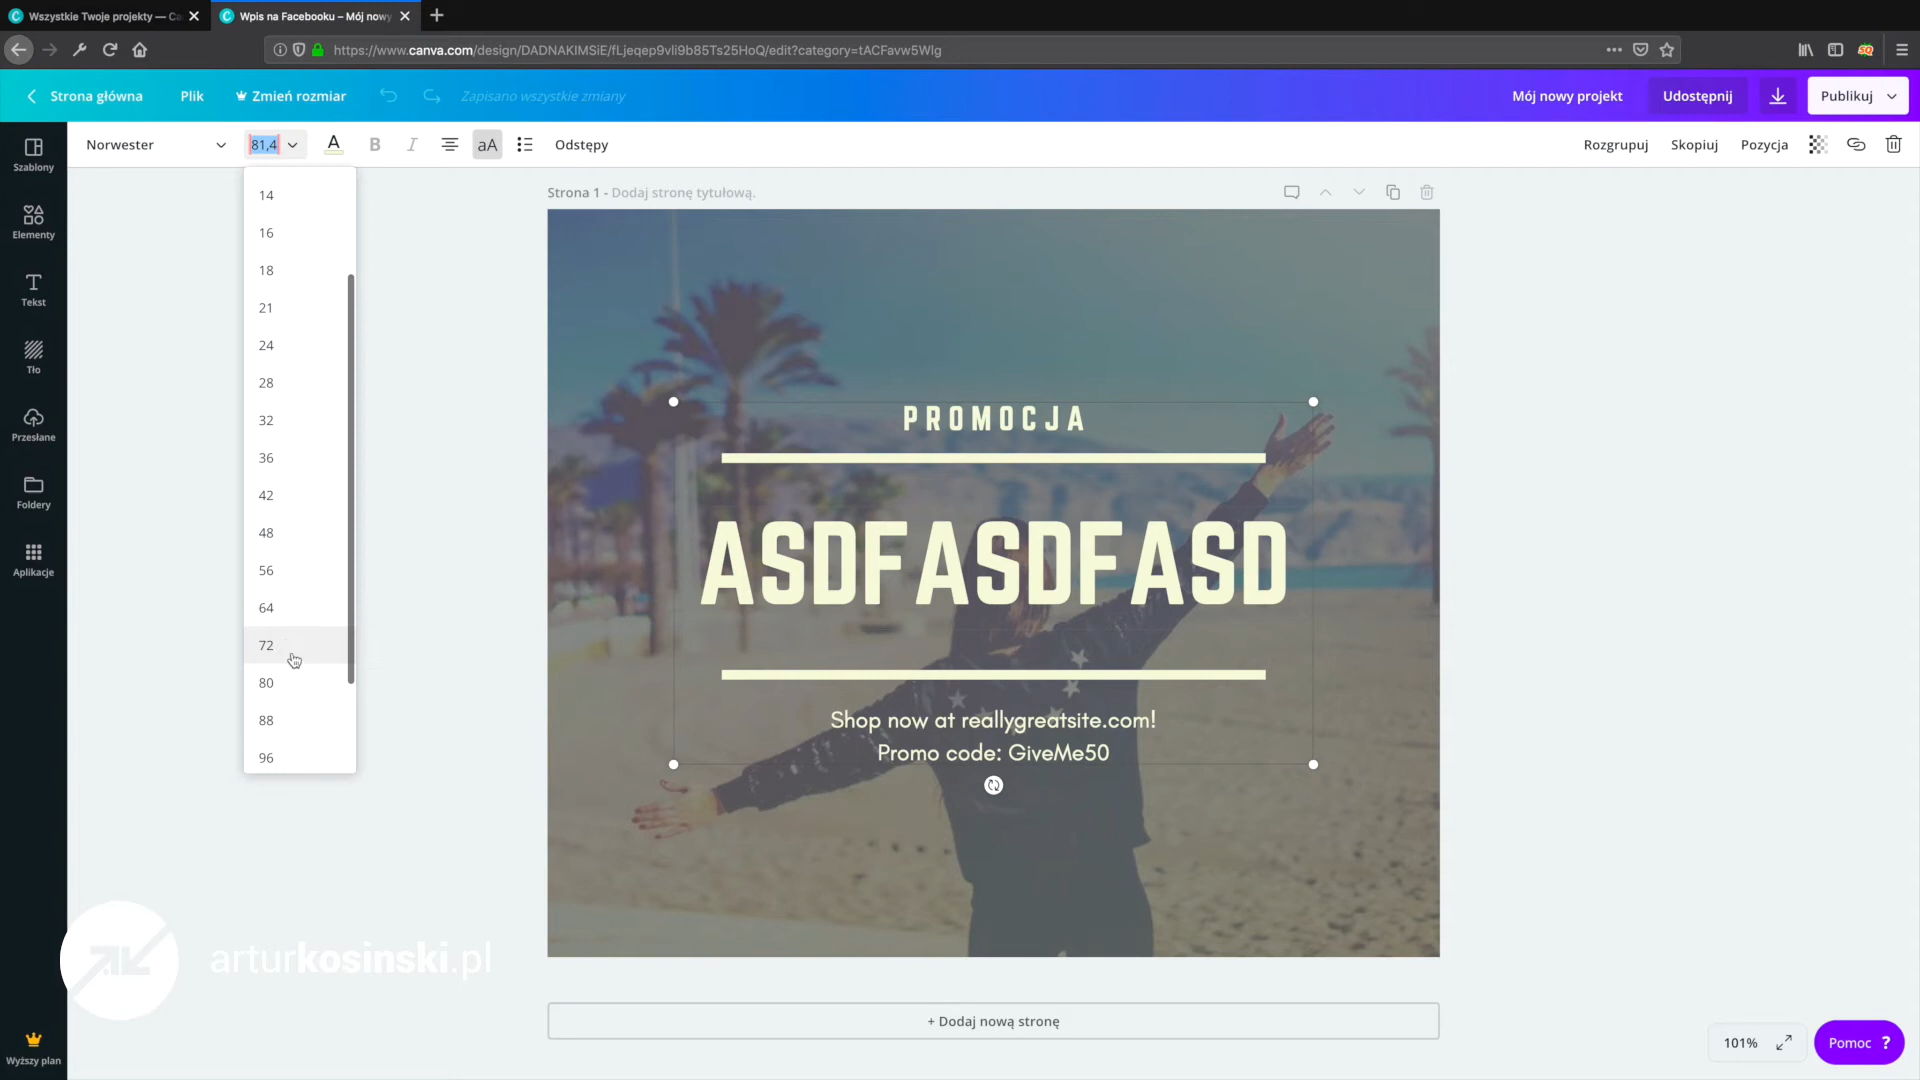 Wszystkie Twoje projekty — Ca
Wpis na Facebooku – Mój nowy
https://www.canva.com/design/DADNAKIMSiE/fLjeqep9vli9b85Ts25HoQ/edit?category=tACFavw5WIg
Strona główna
Plik
Zmień rozmiar
Zapisano wszystkie zmiany
Mój nowy projekt
Udostępnij
Publikuj
Norwester
81,4
A
B
I
aA
Odstępy
Rozgrupuj
Skopiuj
Pozycja
Szablony
Elementy
Tekst
Tło
Przesłane
Foldery
Aplikacje
Wyższy plan
14
16
18
21
24
28
32
36
42
48
56
64
72
80
88
96
Strona 1 - Dodaj stronę tytułową.
PROMOCJA
ASDFASDFASD
Shop now at reallygreatsite.com!
Promo code: GiveMe50
arturkosinski.pl
+ Dodaj nową stronę
101%
Pomoc ?